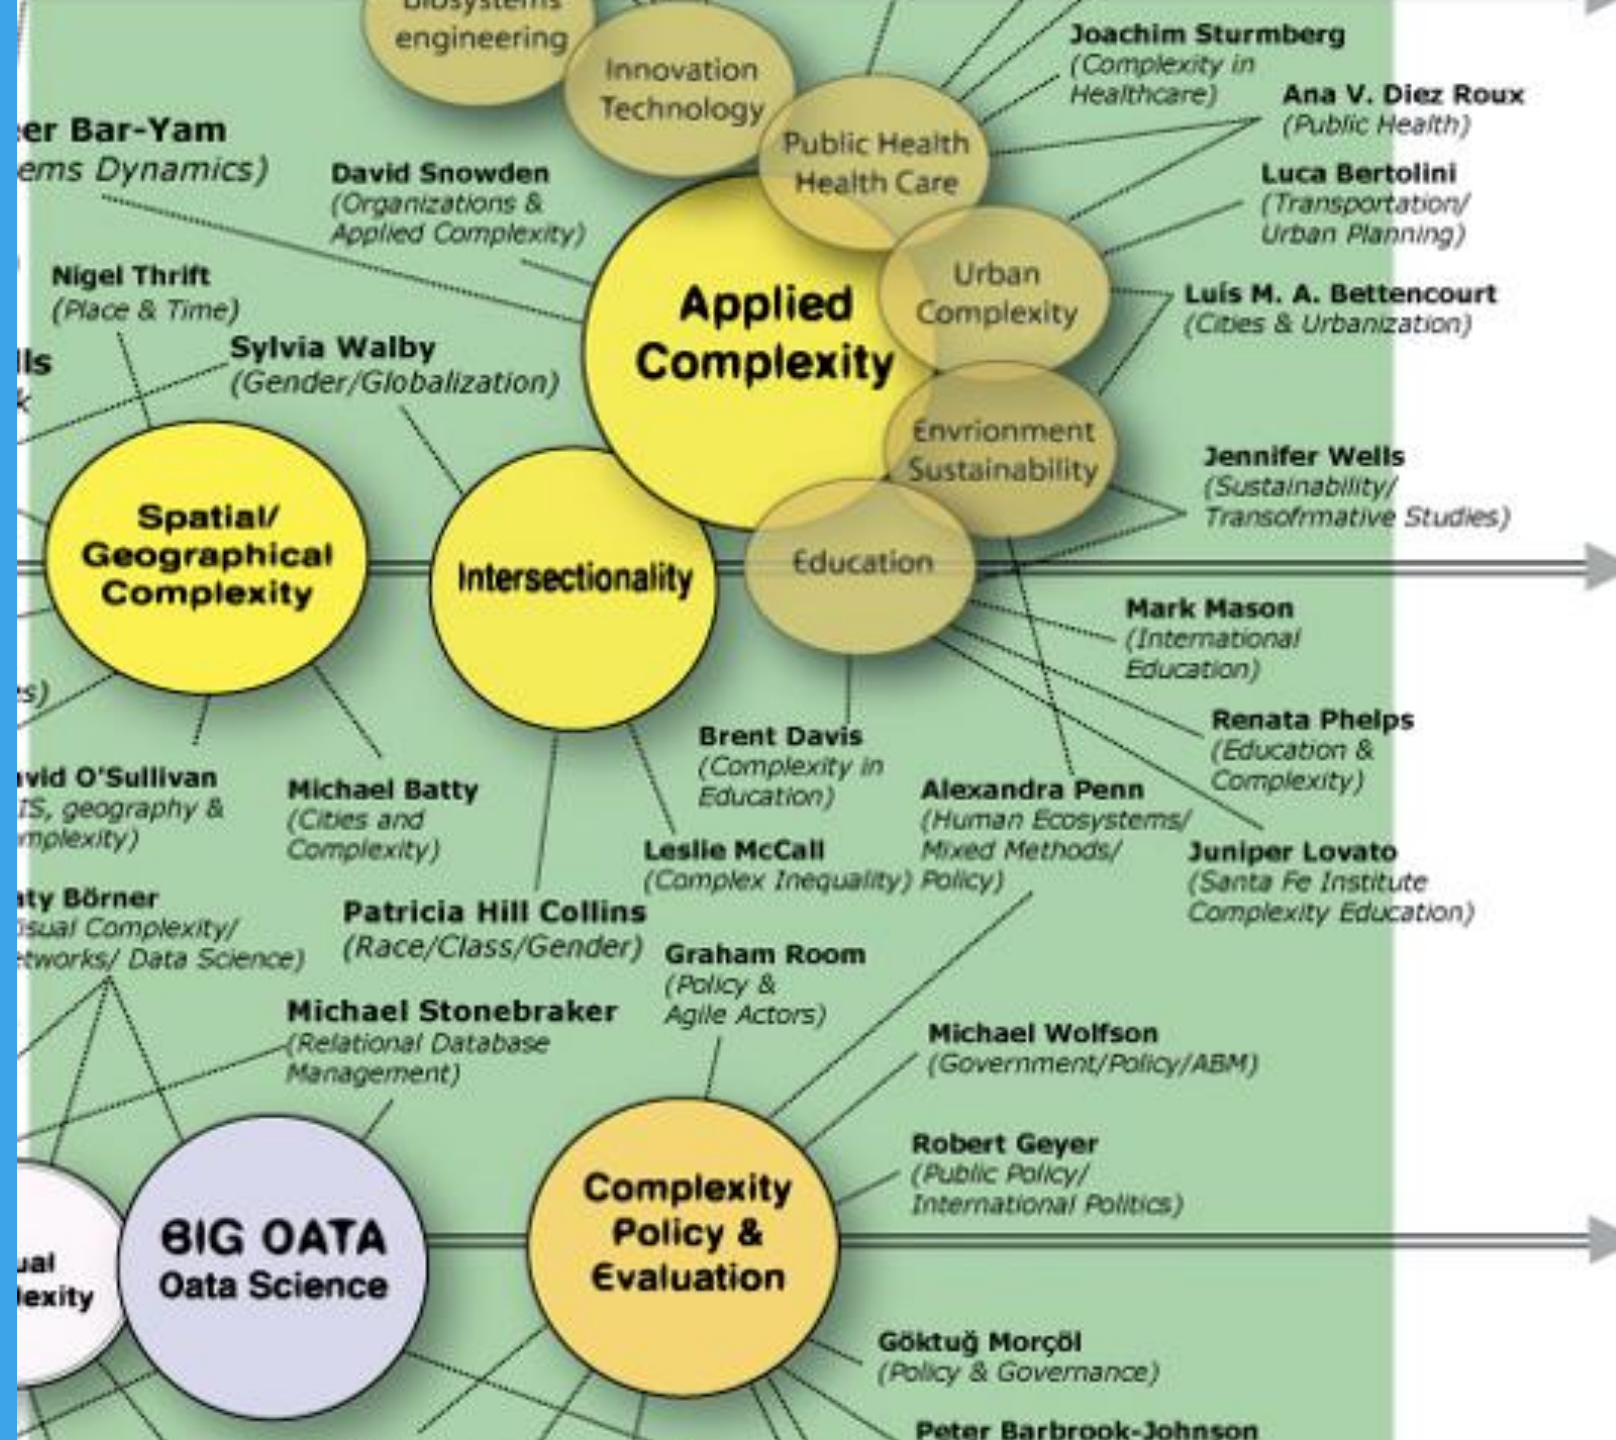 engineering
Innovation
Technology
Public Health
Health Care
Joachim Sturmberg
(Complexity in
Healthcare)
Ana V. Diez Roux
(Public Health)
Bar-Yam
Dynamics)
David Snowden
(Organizations &
Applied Complexity)
Luca Bertolini
(Transportation/
Urban Planning)
Nigel Thrift
(Place & Time)
Applied
Complexity
Urban
Complexity
Luís M. A. Bettencourt
(Cities & Urbanization)
Sylvia Walby
(Gender/Globalization)
Envrionment
Sustainability
Jennifer Wells
(Sustainability/
Transofrmative Studies)
Spatial/
Geographical
Complexity
Intersectionality
Education
Mark Mason
(International
Education)
Renata Phelps
(Education &
Complexity)
Brent Davis
(Complexity in
Education)
O'Sullivan
geography &
Michael Batty
(Cities and
Complexity)
Alexandra Penn
(Human Ecosystems/
Mixed Methods/
Policy)
Leslie McCall
(Complex Inequality)
Juniper Lovato
(Santa Fe Institute
Complexity Education)
Börner
Complexity/
Data Science)
Patricia Hill Collins
(Race/Class/Gender)
Graham Room
(Policy &
Agile Actors)
Michael Stonebraker
(Relational Database
Management)
Michael Wolfson
(Government/Policy/ABM)
Robert Geyer
(Public Policy/
International Politics)
BIG DATA
Data Science
Complexity
Policy &
Evaluation
Göktuğ Morçöl
(Policy & Governance)
Peter Barbrook-Johnson